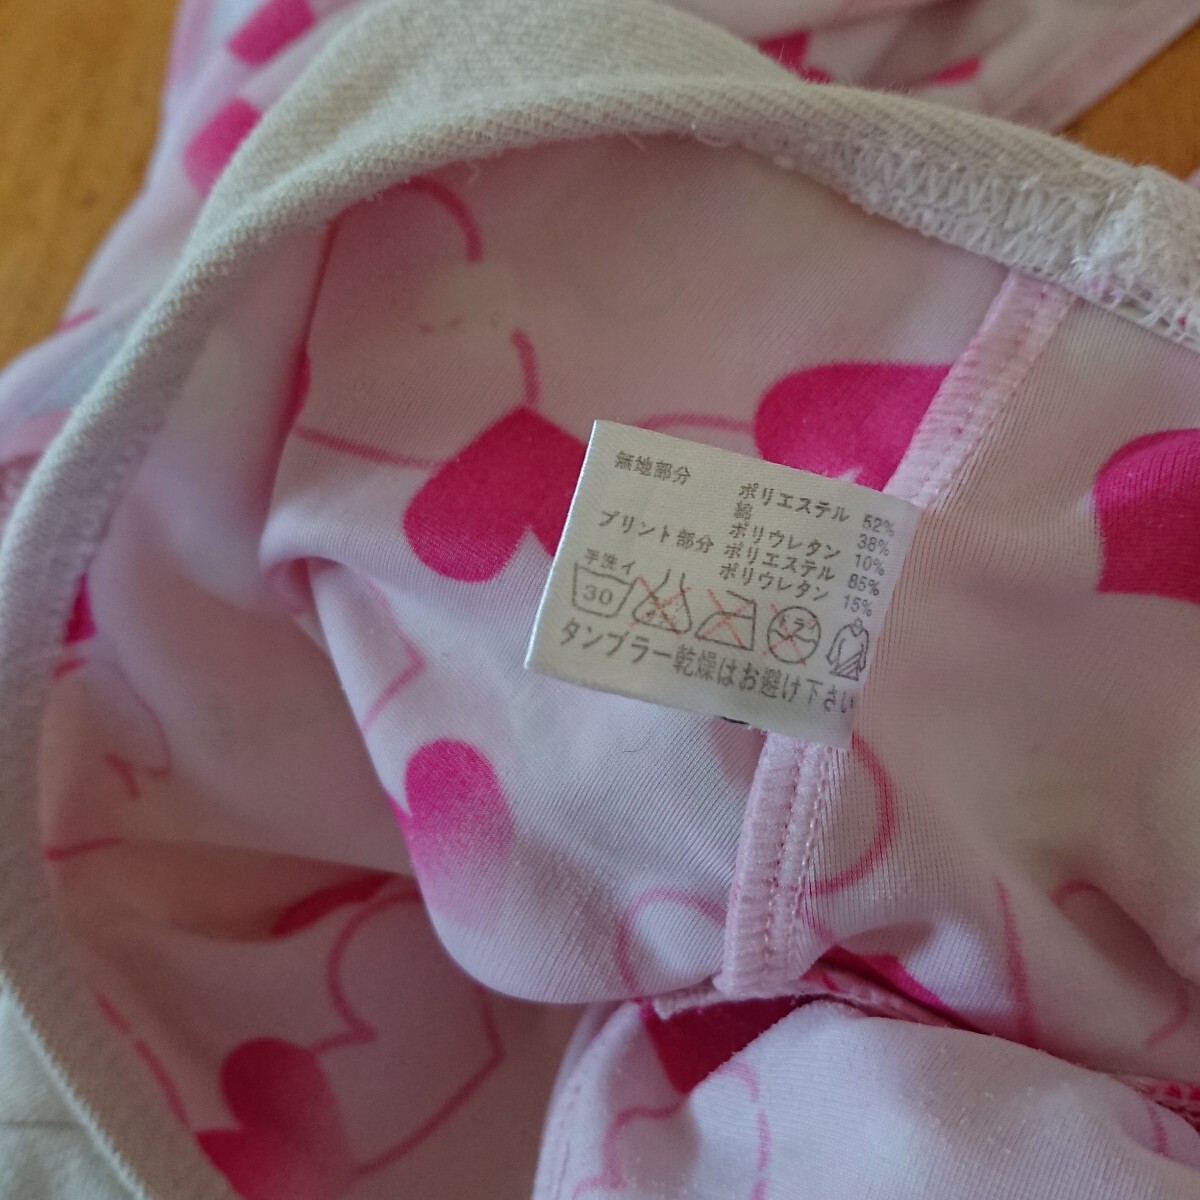 無地部分 ポリエステル 52%
綿 38%
ポリウレタン 10%
プリント部分 ポリエステル 85%
ポリウレタン 15%
手洗イ
30
タンブラー乾燥はお避け下さい